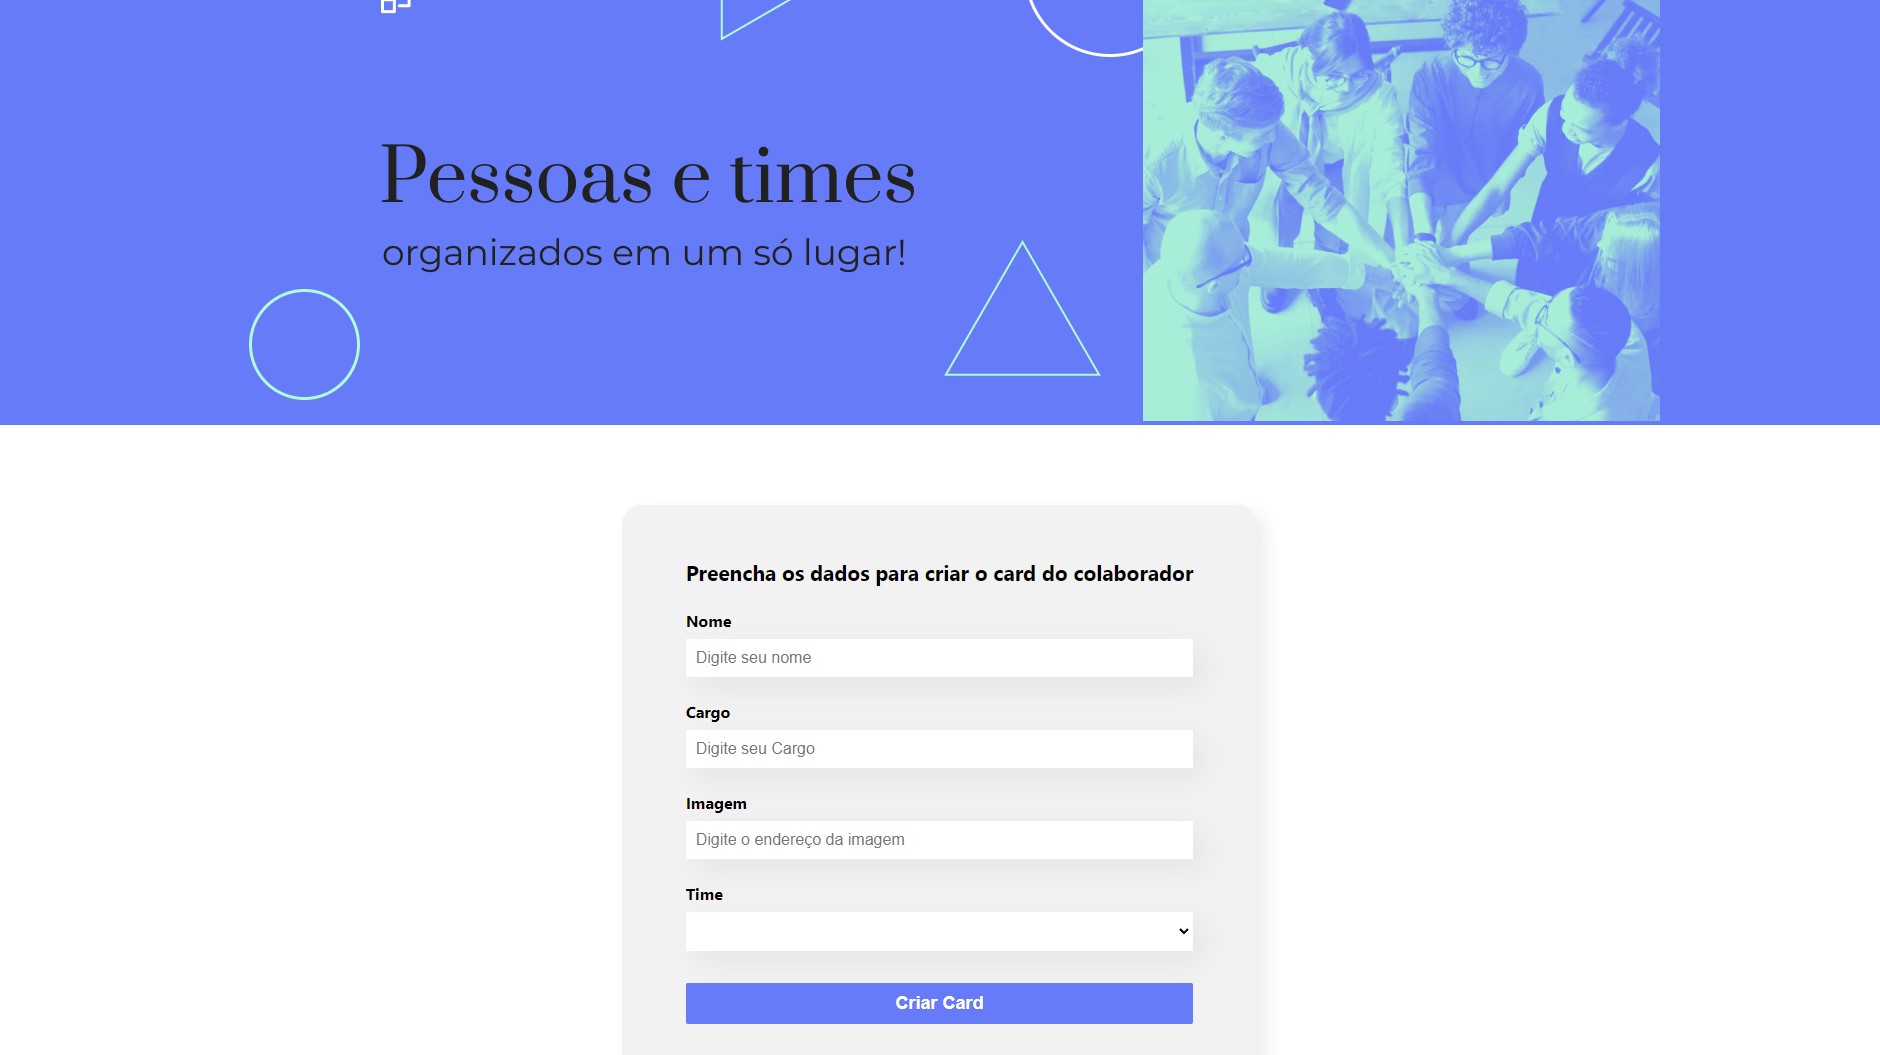 Pessoas e times
organizados em um só lugar!
Preencha os dados para criar o card do colaborador
Nome
Digite seu nome
Cargo
Digite seu Cargo
Imagem
Digite o endereço da imagem
Time
Criar Card